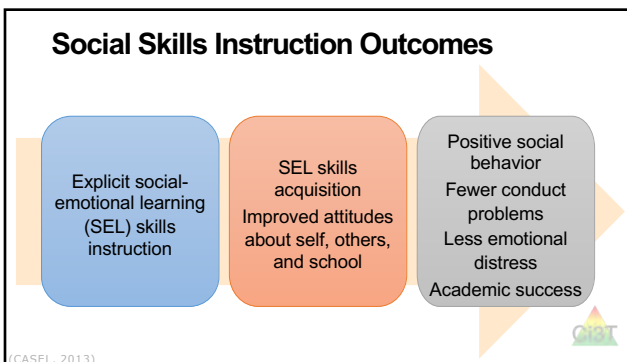 Social Skills Instruction Outcomes
Explicit social-
emotional learning
(SEL) skills
instruction
SEL skills
acquisition
Improved attitudes
about self, others,
and school
Positive social
behavior
Fewer conduct
problems
Less emotional
distress
Academic success
Ci3T
(CASEL, 2013)